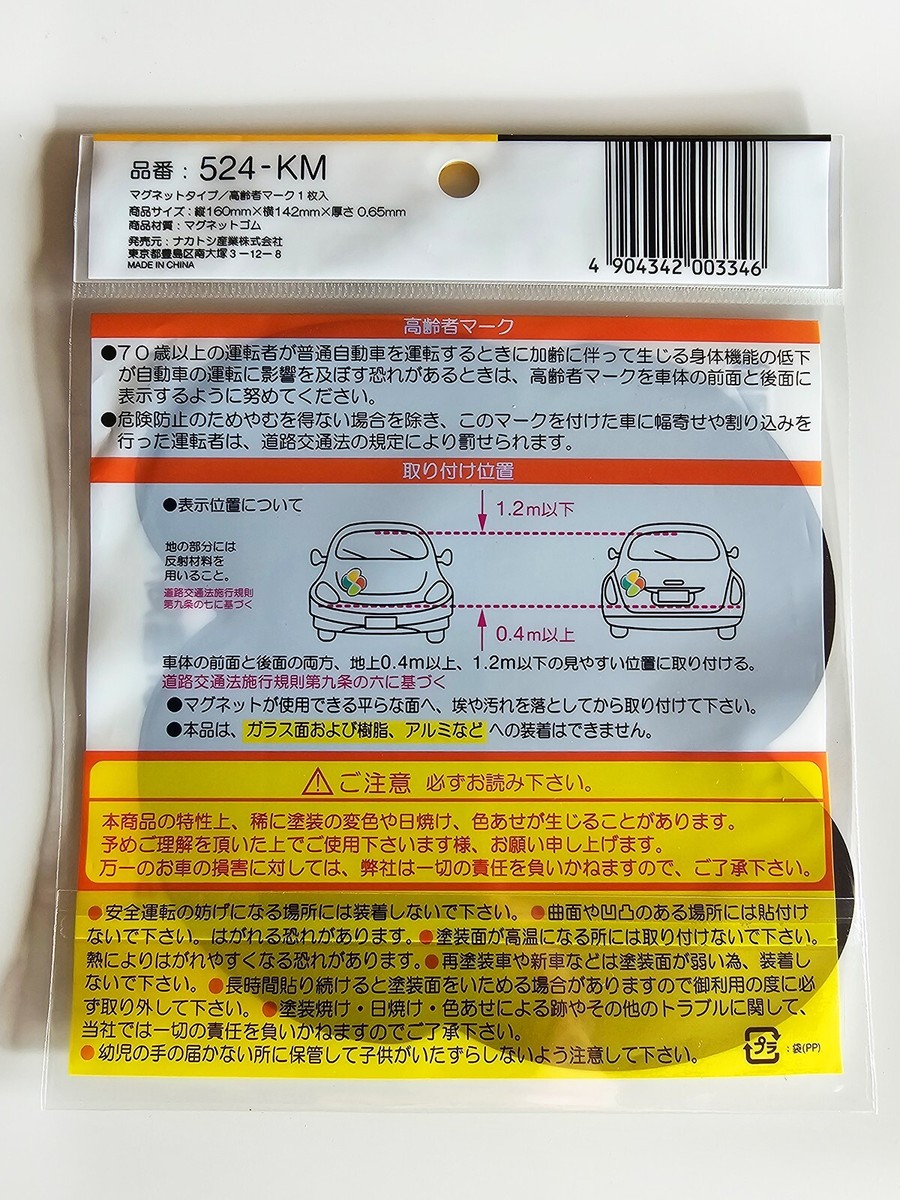 品番：524-KM
マグネットタイプ／高齢者マーク1枚入
商品サイズ：縦160mm×横142mm×厚さ0.65mm
商品材質：マグネットゴム
発売元：ナカトシ産業株式会社
東京都豊島区南大塚3－12－8
MADE IN CHINA
4 904342 003346
高齢者マーク
●70歳以上の運転者が普通自動車を運転するときに加齢に伴って生じる身体機能の低下
が自動車の運転に影響を及ぼす恐れがあるときは、高齢者マークを車体の前面と後面に
表示するように努めてください。
●危険防止のためやむを得ない場合を除き、このマークを付けた車に幅寄せや割り込みを
行った運転者は、道路交通法の規定により罰せられます。
取り付け位置
●表示位置について
1.2m以下
地の部分には
反射材料を
用いること。
道路交通法施行規則
第九条の七に基づく
0.4m以上
車体の前面と後面の両方、地上0.4m以上、1.2m以下の見やすい位置に取り付ける。
道路交通法施行規則第九条の六に基づく
●マグネットが使用できる平らな面へ、埃や汚れを落としてから取り付けて下さい。
●本品は、ガラス面および樹脂、アルミなどへの装着はできません。
⚠ご注意 必ずお読み下さい。
本商品の特性上、稀に塗装の変色や日焼け、色あせが生じることがあります。
予めご理解を頂いた上でご使用下さいます様、お願い申し上げます。
万一のお車の損害に対しては、弊社は一切の責任を負いかねますので、ご了承下さい。
●安全運転の妨げになる場所には装着しないで下さい。●曲面や凹凸のある場所には貼付け
ないで下さい。はがれる恐れがあります。●塗装面が高温になる所には取り付けないで下さい。
熱によりはがれやすくなる恐れがあります。●再塗装車や新車などは塗装面が弱い為、装着し
ないで下さい。●長時間貼り続けると塗装面をいためる場合がありますので御利用の度に必
ず取り外して下さい。●塗装焼け・日焼け・色あせによる跡やその他のトラブルに関して、
当社では一切の責任を負いかねますのでご了承下さい。
●幼児の手の届かない所に保管して子供がいたずらしないよう注意して下さい。
プラ：袋(PP)